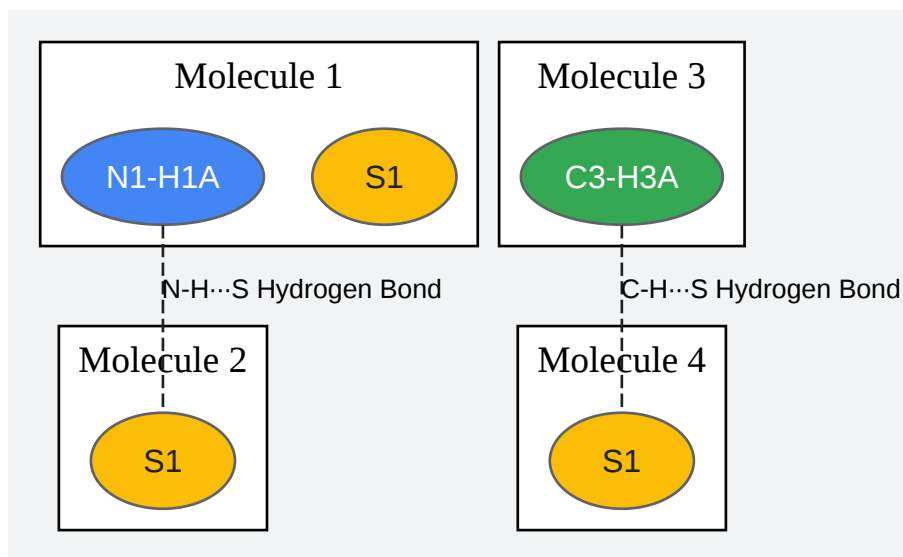 Molecule 1
Molecule 3
N1-H1A
S1
C3-H3A
N-H···S Hydrogen Bond
C-H···S Hydrogen Bond
Molecule 2
Molecule 4
S1
S1